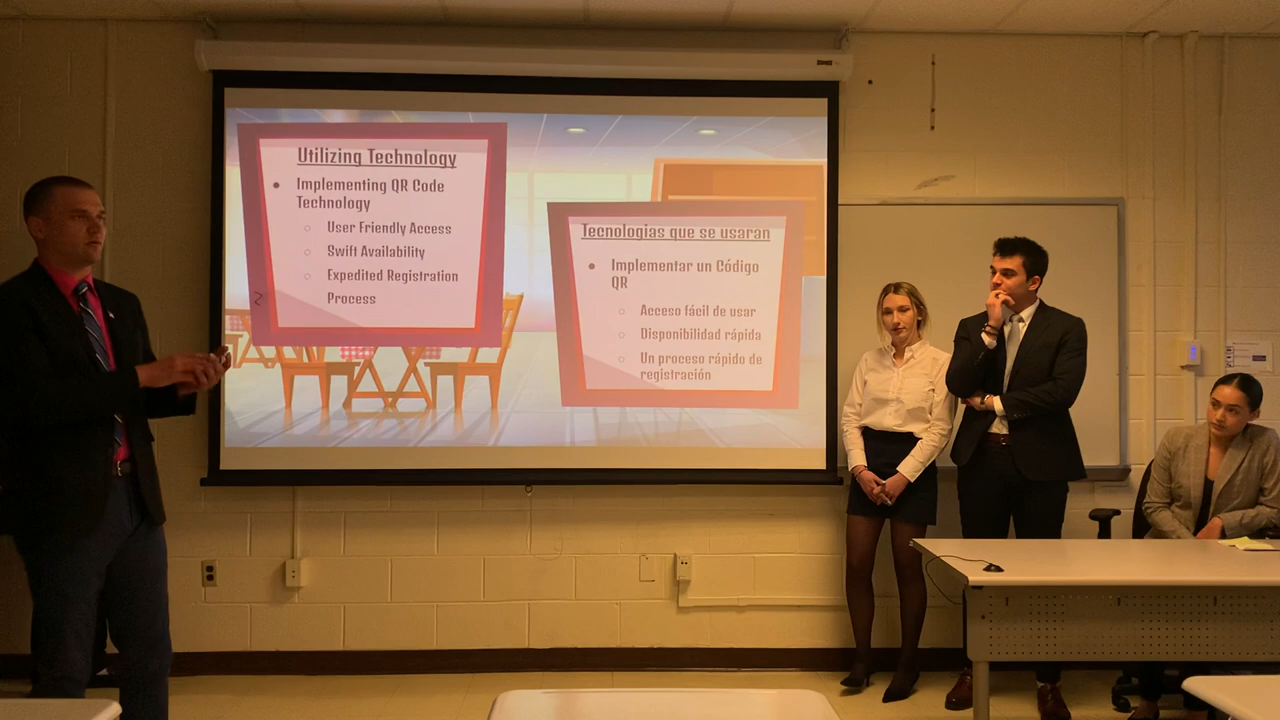 Utilizing Technology
● Implementing QR Code
Technology
○ User Friendly Access
○ Swift Availability
○ Expedited Registration
Process
Tecnologias que se usaran
● Implementar un Código
QR
○ Acceso fácil de usar
○ Disponibilidad rápida
○ Un proceso rápido de
registración